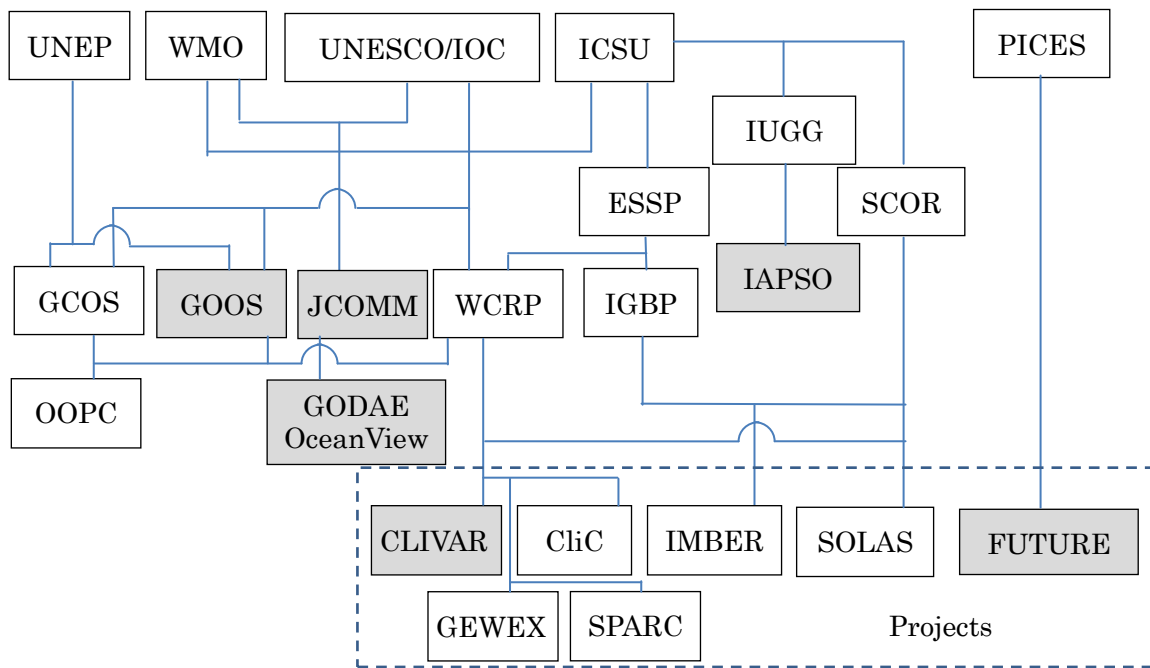 UNEP
WMO
UNESCO/IOC
ICSU
PICES
IUGG
ESSP
SCOR
IAPSO
GCOS
GOOS
JCOMM
WCRP
IGBP
OOPC
GODAE
OceanView
CLIVAR
CliC
IMBER
SOLAS
FUTURE
GEWEX
SPARC
Projects